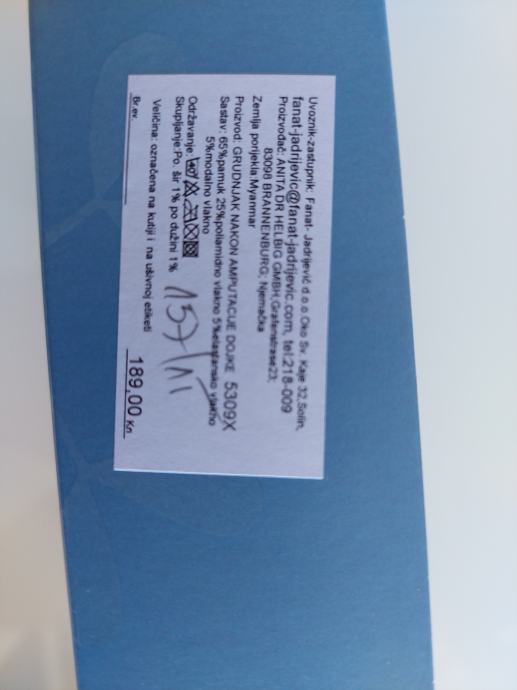 Uvoznik-zastupnik: Fanat- Jadrijević d.o.o Oko Sv. Kaje 32,Solin,
fanat-jadrijevic@fanat-jadrijevic.com, tel:218-009
Proizvođač: ANITA DR HELBIG GMBH,Grafenstrase23;
83098 BRANNENBURG; Njemačka
Zemlja porijekla:Myanmar
Proizvod: GRUDNJAK NAKON AMPUTACIJE DOJKE 5309X
Sastav: 65%pamuk 25%poliamidno vlakno 5%elastansko vlakno
5%modalno vlakno
Održavanje:
Skupljanje:Po. šir 1% po dužini 1%
Veličina: označena na kutiji i na ušivnoj etiketi
Br.ev. 189,00 Kn